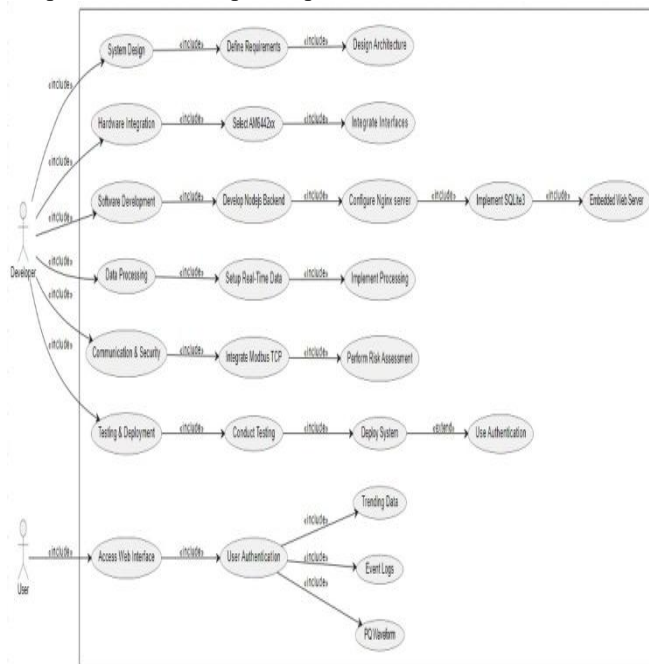 «include»
System Design
«include»
Define Requirements
«include»
Design Architecture
«include»
Hardware Integration
«include»
Select AM6442xx
«include»
Integrate Interfaces
«include»
Software Development
«include»
Develop Nodejs Backend
«include»
Configure Nginx server
«include»
Implement SQLite3
«include»
Embedded Web Server
Developer
«include»
Data Processing
«include»
Setup Real-Time Data
«include»
Implement Processing
«include»
Communication & Security
«include»
Integrate Modbus TCP
«include»
Perform Risk Assessment
«include»
Testing & Deployment
«include»
Conduct Testing
«include»
Deploy System
«extend»
Use Authentication
User
«include»
Access Web Interface
«include»
User Authentication
«include»
Trending Data
«include»
Event Logs
«include»
PQ Waveform